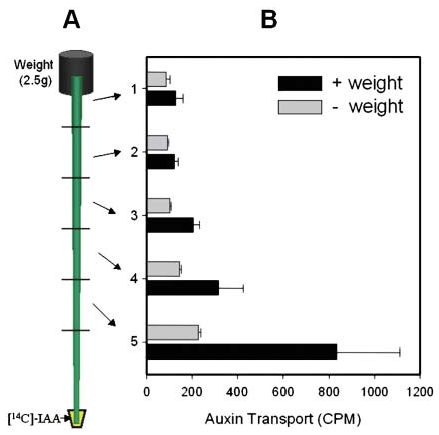 A
B
Weight
(2.5g)
+ weight
- weight
1
2
3
4
5
0
200
400
600
800
1000
1200
Auxin Transport (CPM)
[¹⁴C]-IAA